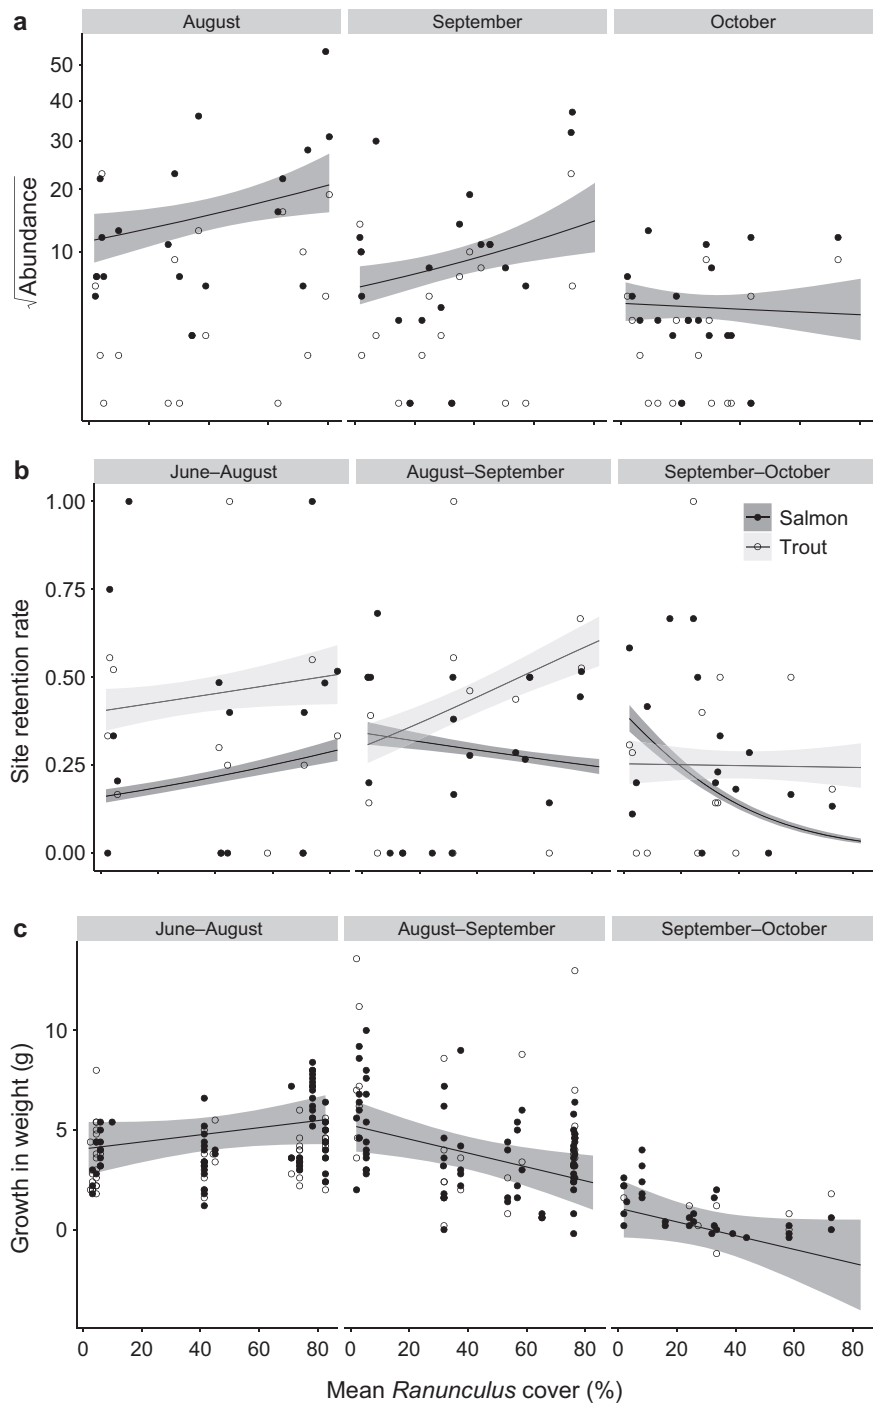 a
August
September
October
50
40
30
20
10
√Abundance
b
June–August
August–September
September–October
1.00
0.75
0.50
0.25
0.00
Site retention rate
Salmon
Trout
c
June–August
August–September
September–October
10
5
0
Growth in weight (g)
0 20 40 60 80 0 20 40 60 80 0 20 40 60 80
Mean Ranunculus cover (%)